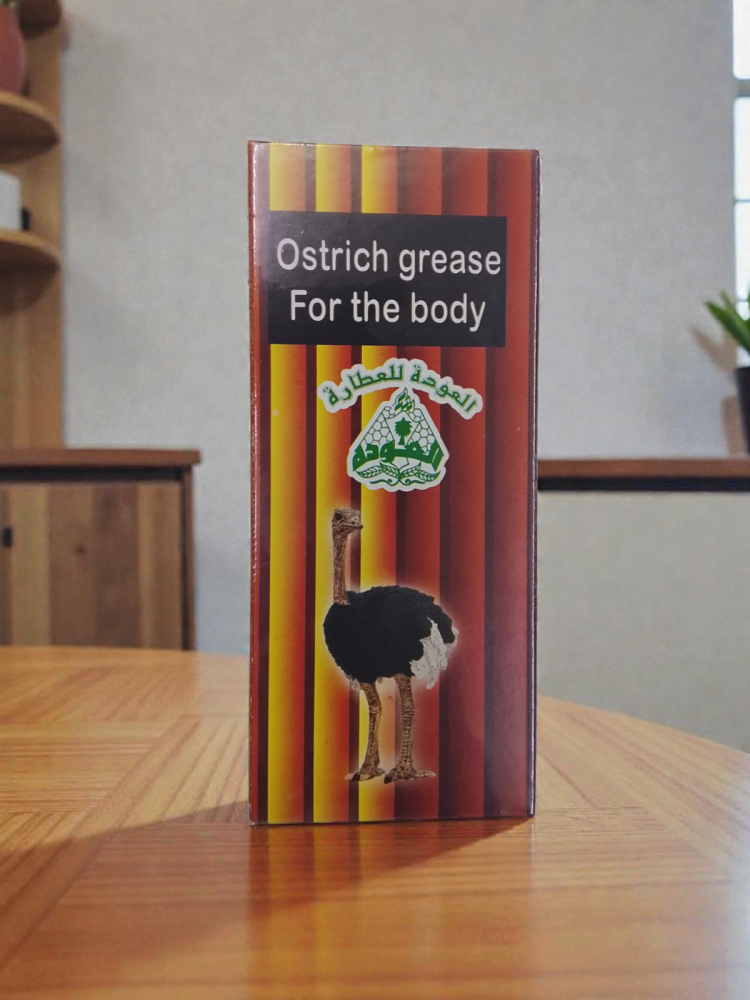 Ostrich grease
For the body
العودة للعطارة
العودة